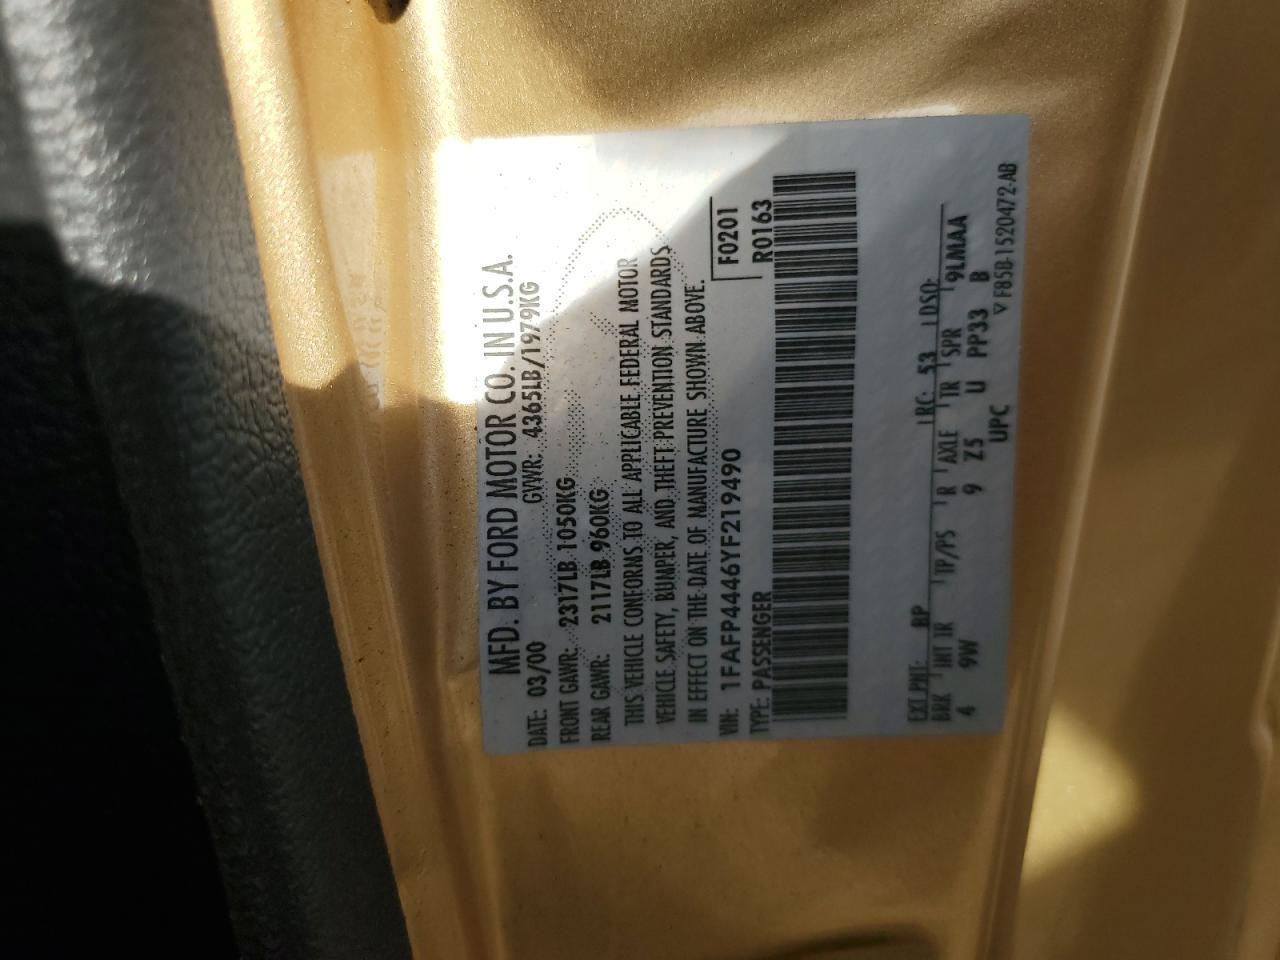 MFD. BY FORD MOTOR CO. IN U.S.A.
DATE: 03/00 GVWR: 4365LB/1979KG
FRONT GAWR: 2317LB 1050KG
REAR GAWR: 2117LB 960KG
THIS VEHICLE CONFORMS TO ALL APPLICABLE FEDERAL MOTOR
VEHICLE SAFETY, BUMPER, AND THEFT PREVENTION STANDARDS
IN EFFECT ON THE DATE OF MANUFACTURE SHOWN ABOVE.
VIN: 1FAFP4446YF219490 F0201
TYPE: PASSENGER R0163
EXT PNT: BP RC: 53 DSO:
BRK INT TR TP/PS R AXLE TR SPR 9LMAA
4 9W 9 Z5 U PP33 B
UPC
▽ F85B-1520472-AB